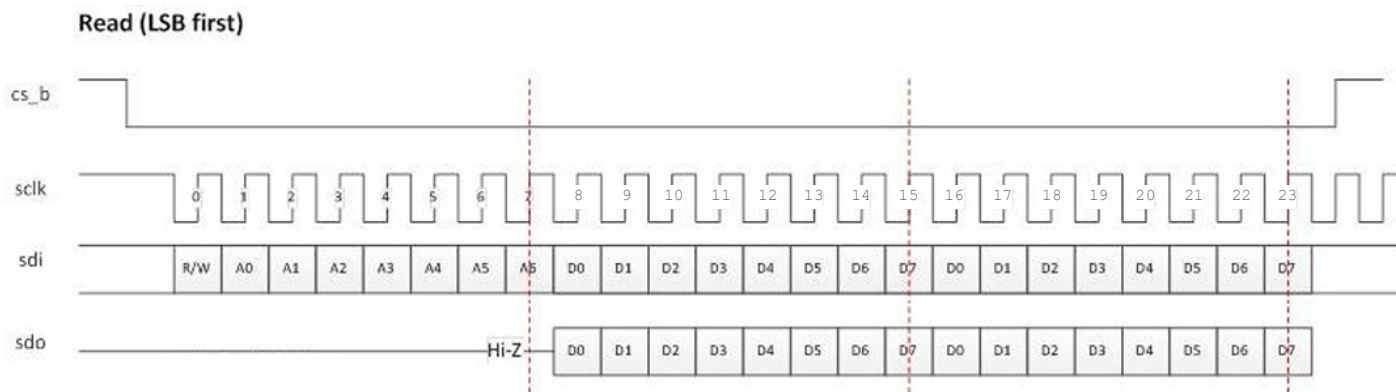 Read (LSB first)
cs_b
sclk 0 1 2 3 4 5 6 7 8 9 10 11 12 13 14 15 16 17 18 19 20 21 22 23
sdi R/W A0 A1 A2 A3 A4 A5 A6 D0 D1 D2 D3 D4 D5 D6 D7 D0 D1 D2 D3 D4 D5 D6 D7
sdo Hi-Z D0 D1 D2 D3 D4 D5 D6 D7 D0 D1 D2 D3 D4 D5 D6 D7